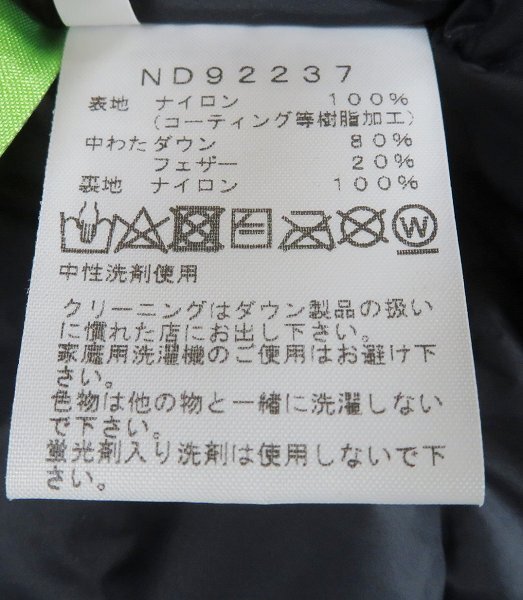 ND92237
表地 ナイロン 100%
(コーティング等樹脂加工)
中わた ダウン 80%
フェザー 20%
裏地 ナイロン 100%
W
中性洗剤使用
クリーニングはダウン製品の扱い
に慣れた店にお出し下さい。
家庭用洗濯機のご使用はお避け下
さい。
色物は他の物と一緒に洗濯しない
で下さい。
蛍光剤入り洗剤は使用しないで下
さい。